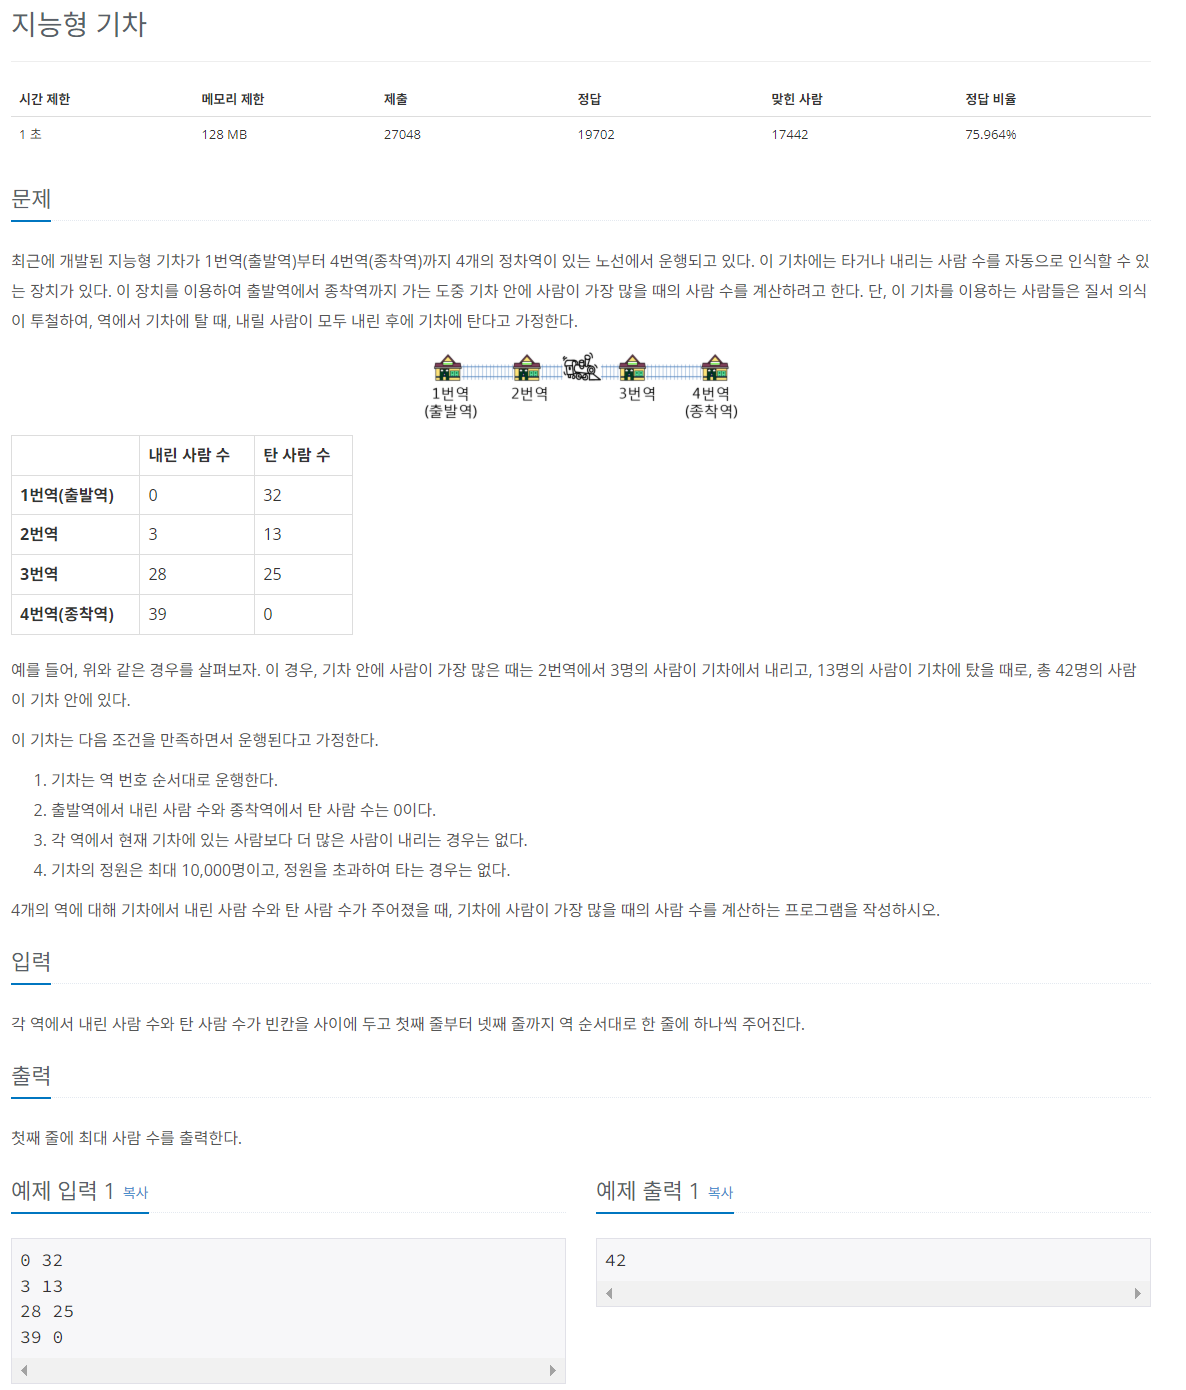 지능형 기차
시간 제한 메모리 제한 제출 정답 맞힌 사람 정답 비율
1 초 128 MB 27048 19702 17442 75.964%
문제
최근에 개발된 지능형 기차가 1번역(출발역)부터 4번역(종착역)까지 4개의 정차역이 있는 노선에서 운행되고 있다. 이 기차에는 타거나 내리는 사람 수를 자동으로 인식할 수 있
는 장치가 있다. 이 장치를 이용하여 출발역에서 종착역까지 가는 도중 기차 안에 사람이 가장 많을 때의 사람 수를 계산하려고 한다. 단, 이 기차를 이용하는 사람들은 질서 의식
이 투철하여, 역에서 기차에 탈 때, 내릴 사람이 모두 내린 후에 기차에 탄다고 가정한다.
1번역 2번역 3번역 4번역
(출발역) (종착역)
내린 사람 수 탄 사람 수
1번역(출발역) 0 32
2번역 3 13
3번역 28 25
4번역(종착역) 39 0
예를 들어, 위와 같은 경우를 살펴보자. 이 경우, 기차 안에 사람이 가장 많은 때는 2번역에서 3명의 사람이 기차에서 내리고, 13명의 사람이 기차에 탔을 때로, 총 42명의 사람
이 기차 안에 있다.
이 기차는 다음 조건을 만족하면서 운행된다고 가정한다.
1. 기차는 역 번호 순서대로 운행한다.
2. 출발역에서 내린 사람 수와 종착역에서 탄 사람 수는 0이다.
3. 각 역에서 현재 기차에 있는 사람보다 더 많은 사람이 내리는 경우는 없다.
4. 기차의 정원은 최대 10,000명이고, 정원을 초과하여 타는 경우는 없다.
4개의 역에 대해 기차에서 내린 사람 수와 탄 사람 수가 주어졌을 때, 기차에 사람이 가장 많을 때의 사람 수를 계산하는 프로그램을 작성하시오.
입력
각 역에서 내린 사람 수와 탄 사람 수가 빈칸을 사이에 두고 첫째 줄부터 넷째 줄까지 역 순서대로 한 줄에 하나씩 주어진다.
출력
첫째 줄에 최대 사람 수를 출력한다.
예제 입력 1 복사
0 32
3 13
28 25
39 0
예제 출력 1 복사
42